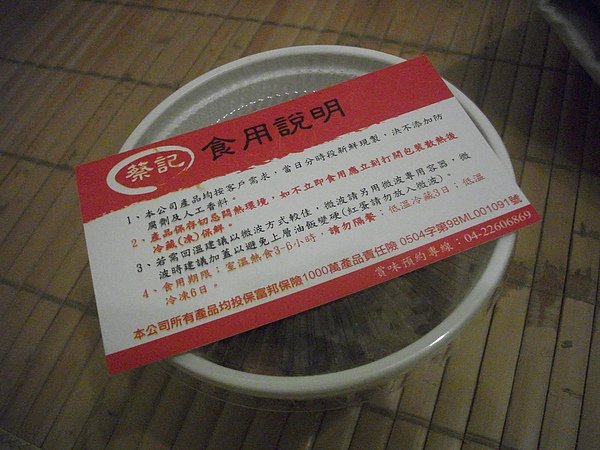 蔡記
食用說明
1、本公司產品均按客戶需求，當日分時段新鮮現製，決不添加防
腐劑及人工香料。
2、產品保存切忌悶熱環境，如不立即食用應立刻打開包裝散熱後
冷藏(凍)保鮮。
3、若需回溫建議以微波方式較佳，微波請另用微波專用容器，微
波時建議加蓋以避免上層油飯變硬(紅蛋請勿放入微波)。
4、食用期限：室溫熱食3-6小時，請勿隔餐；低溫冷藏3日；低溫
冷凍6日。
本公司所有產品均投保富邦保險1000萬產品責任險 0504字第98ML001091號
賞味預約專線：04-22606869